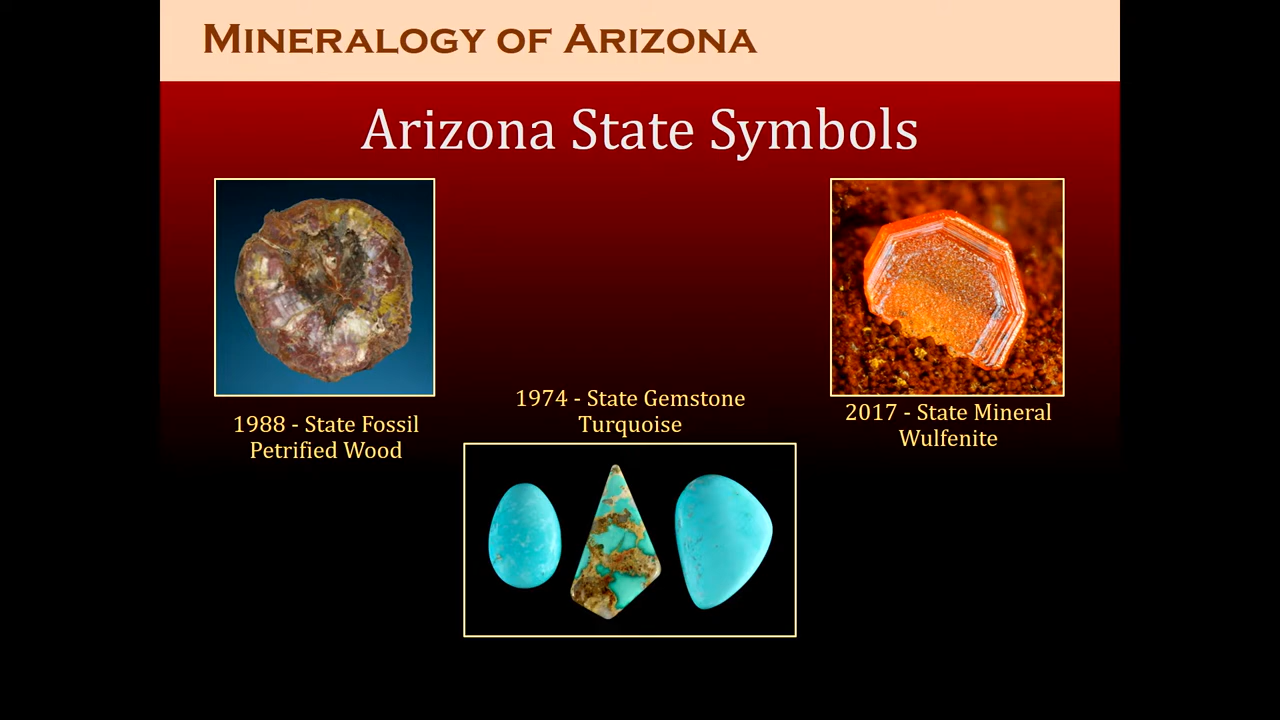 Mineralogy of Arizona
Arizona State Symbols
1988 - State Fossil
Petrified Wood
1974 - State Gemstone
Turquoise
2017 - State Mineral
Wulfenite